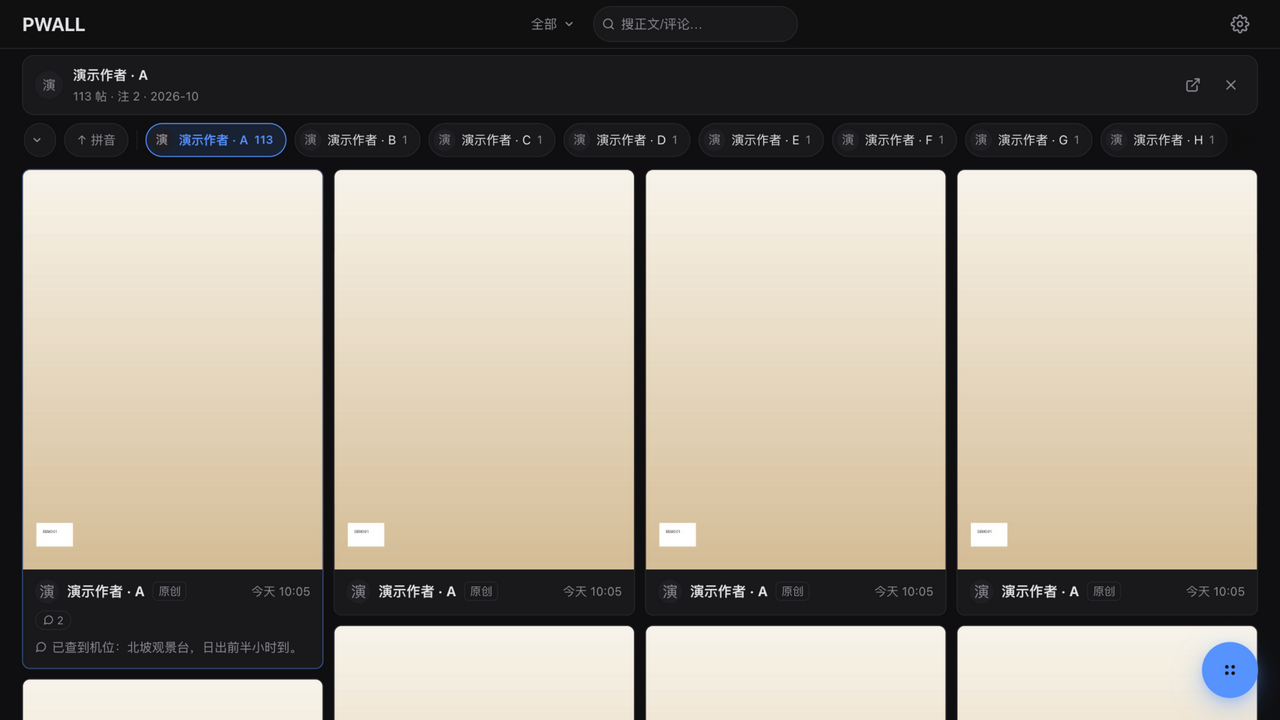 PWALL
全部
搜正文/评论...
演
演示作者 · A
113 帖 · 注 2 · 2026-10
↑ 拼音
演 演示作者 · A 113
演 演示作者 · B 1
演 演示作者 · C 1
演 演示作者 · D 1
演 演示作者 · E 1
演 演示作者 · F 1
演 演示作者 · G 1
演 演示作者 · H 1
演 演示作者 · A 原创 今天 10:05
2
已查到机位：北坡观景台，日出前半小时到。
演 演示作者 · A 原创 今天 10:05
演 演示作者 · A 原创 今天 10:05
演 演示作者 · A 原创 今天 10:05